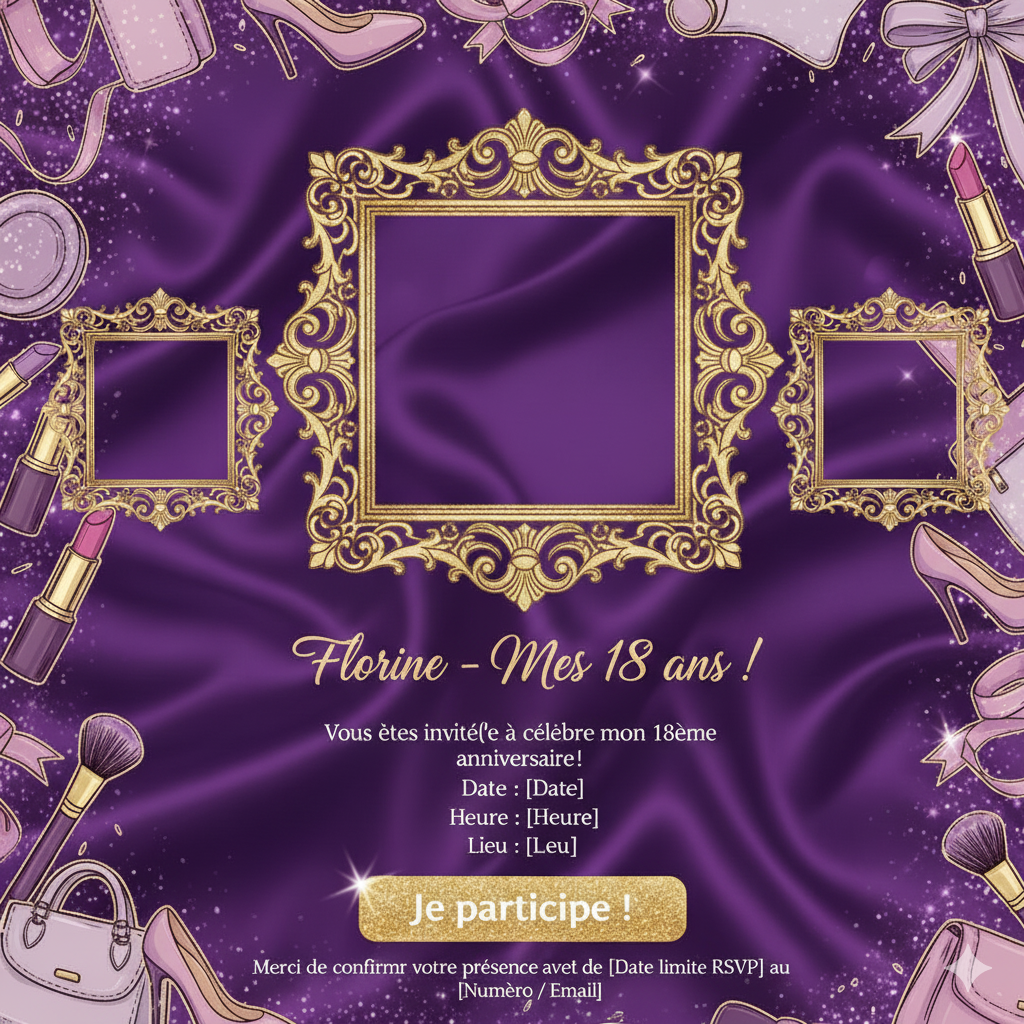 Florine - Mes 18 ans !
Vous ètes invité('e à célèbre mon 18ème
anniversaire!
Date : [Date]
Heure : [Heure]
Lieu : [Leu]
Je participe !
Merci de confirmr votre présence avet de [Date limite RSVP] au
[Numèro / Email]